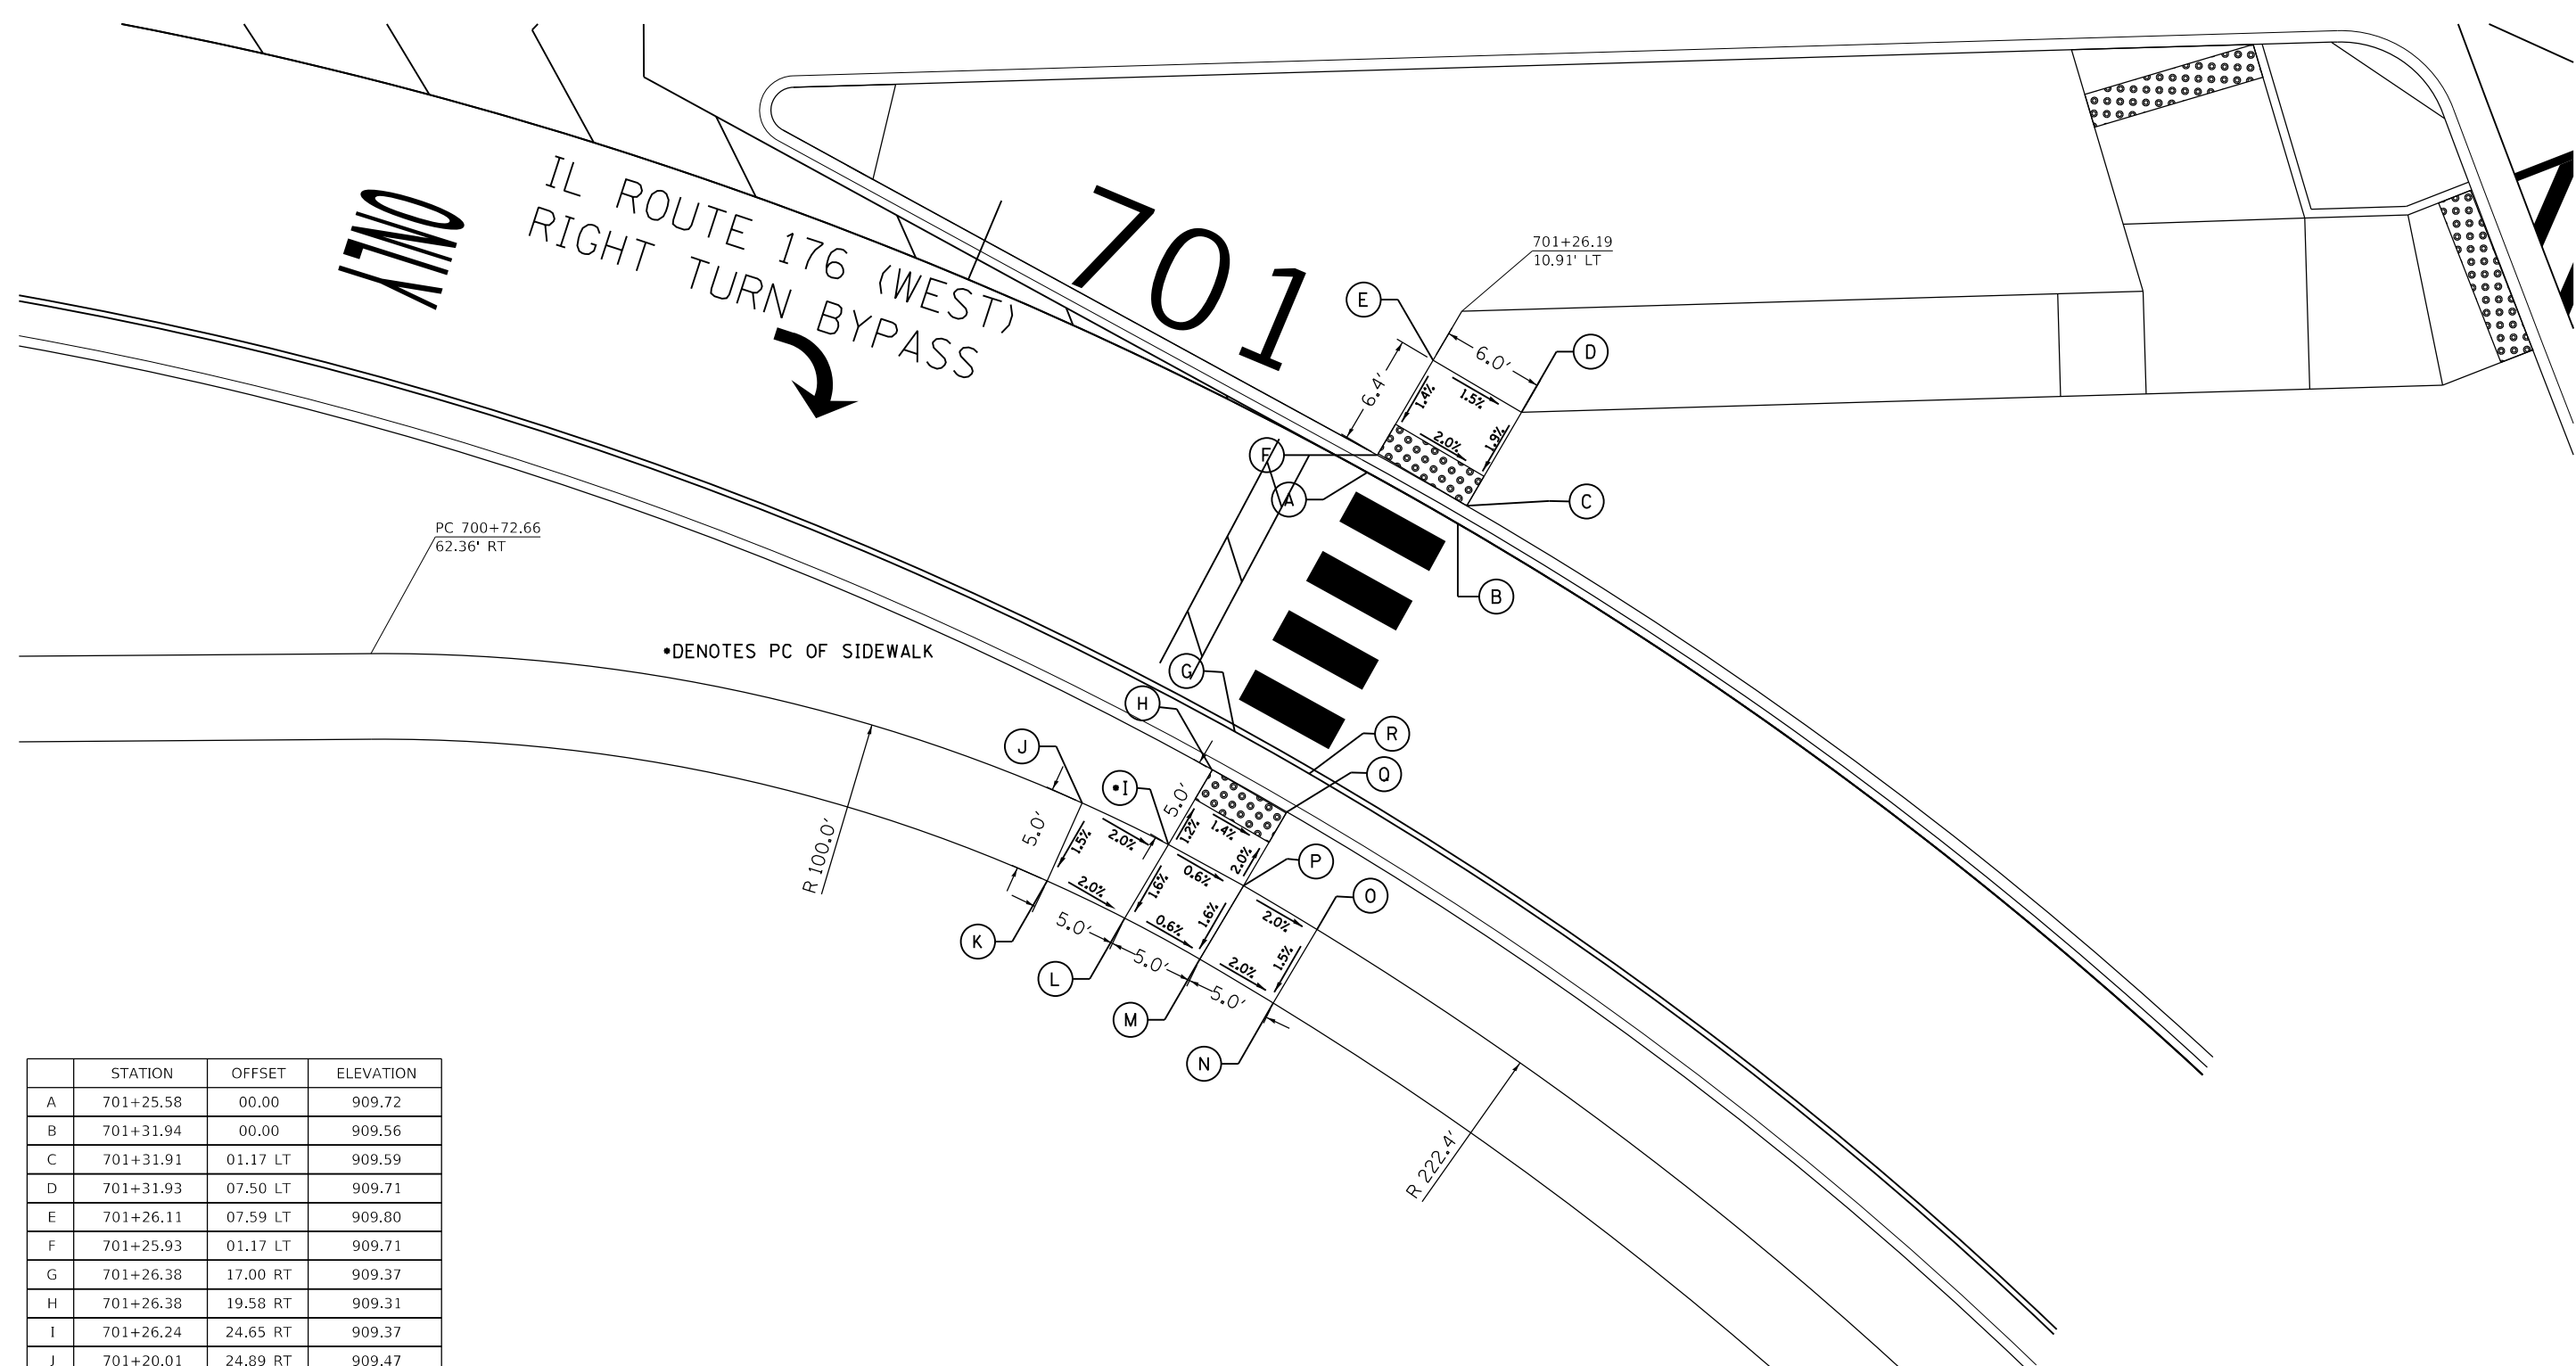 ONLY
IL ROUTE 176 (WEST)
RIGHT TURN BYPASS
701
701+26.19
10.91' LT
E
D
6.0'
6.4'
1.4%
1.5%
2.0%
1.9%
F
A
C
B
PC 700+72.66
62.36' RT
•DENOTES PC OF SIDEWALK
G
H
R
J
Q
•I
5.0'
5.0'
1.2%
1.4%
2.0%
1.5%
2.0%
2.0%
R 100.0'
0.6%
1.6%
1.6%
0.6%
P
O
2.0%
2.0%
1.5%
K
5.0'
L
5.0'
M
5.0'
N
R 222.4'
STATION OFFSET ELEVATION
A 701+25.58 00.00 909.72
B 701+31.94 00.00 909.56
C 701+31.91 01.17 LT 909.59
D 701+31.93 07.50 LT 909.71
E 701+26.11 07.59 LT 909.80
F 701+25.93 01.17 LT 909.71
G 701+26.38 17.00 RT 909.37
H 701+26.38 19.58 RT 909.31
I 701+26.24 24.65 RT 909.37
J 701+20.01 24.89 RT 909.47